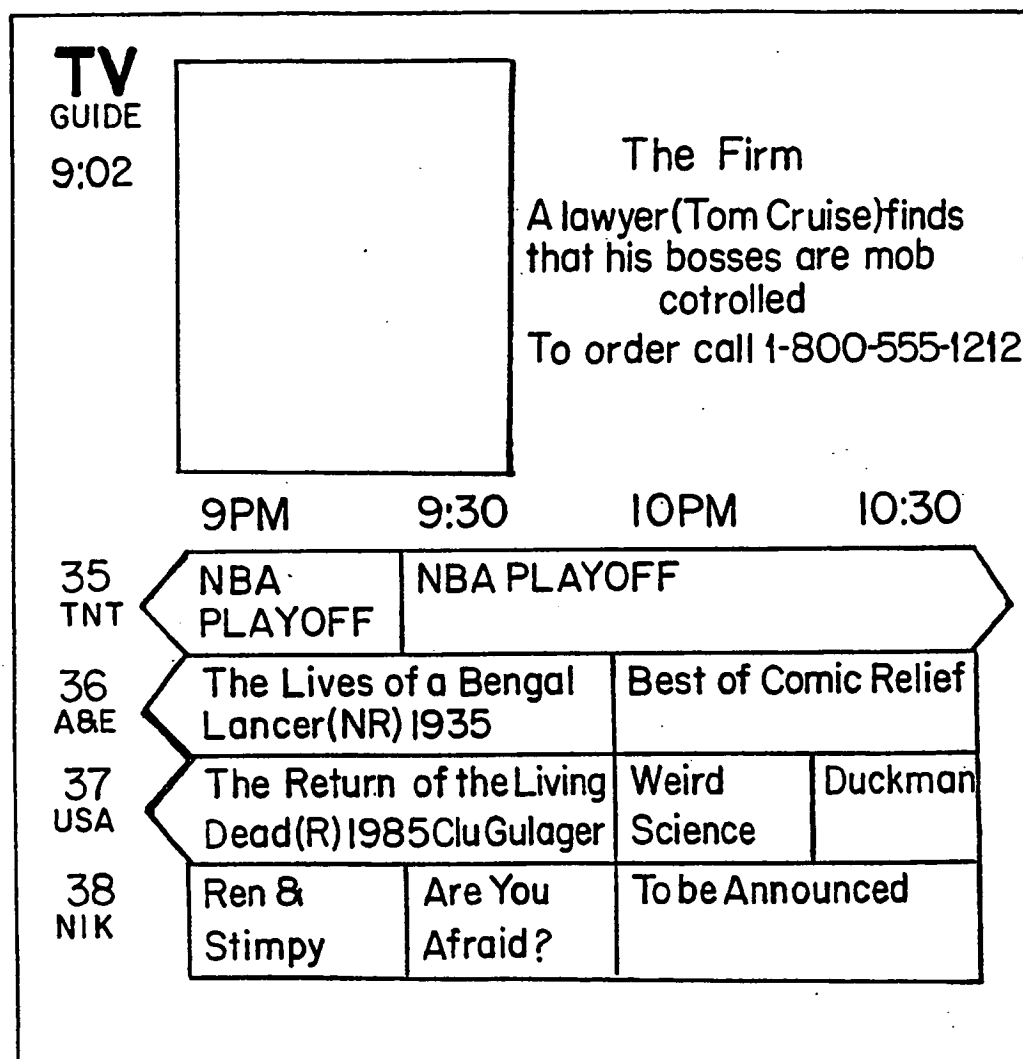 TV
GUIDE
9:02
The Firm
A lawyer(Tom Cruise)finds
that his bosses are mob
cotrolled
To order call 1-800-555-1212
9PM 9:30 10PM 10:30
35
TNT
NBA
PLAYOFF
NBA PLAYOFF
36
A&E
The Lives of a Bengal
Lancer(NR) 1935
Best of Comic Relief
37
USA
The Return of the Living
Dead(R) 1985 Clu Gulager
Weird
Science
Duckman
38
NIK
Ren &
Stimpy
Are You
Afraid?
To be Announced